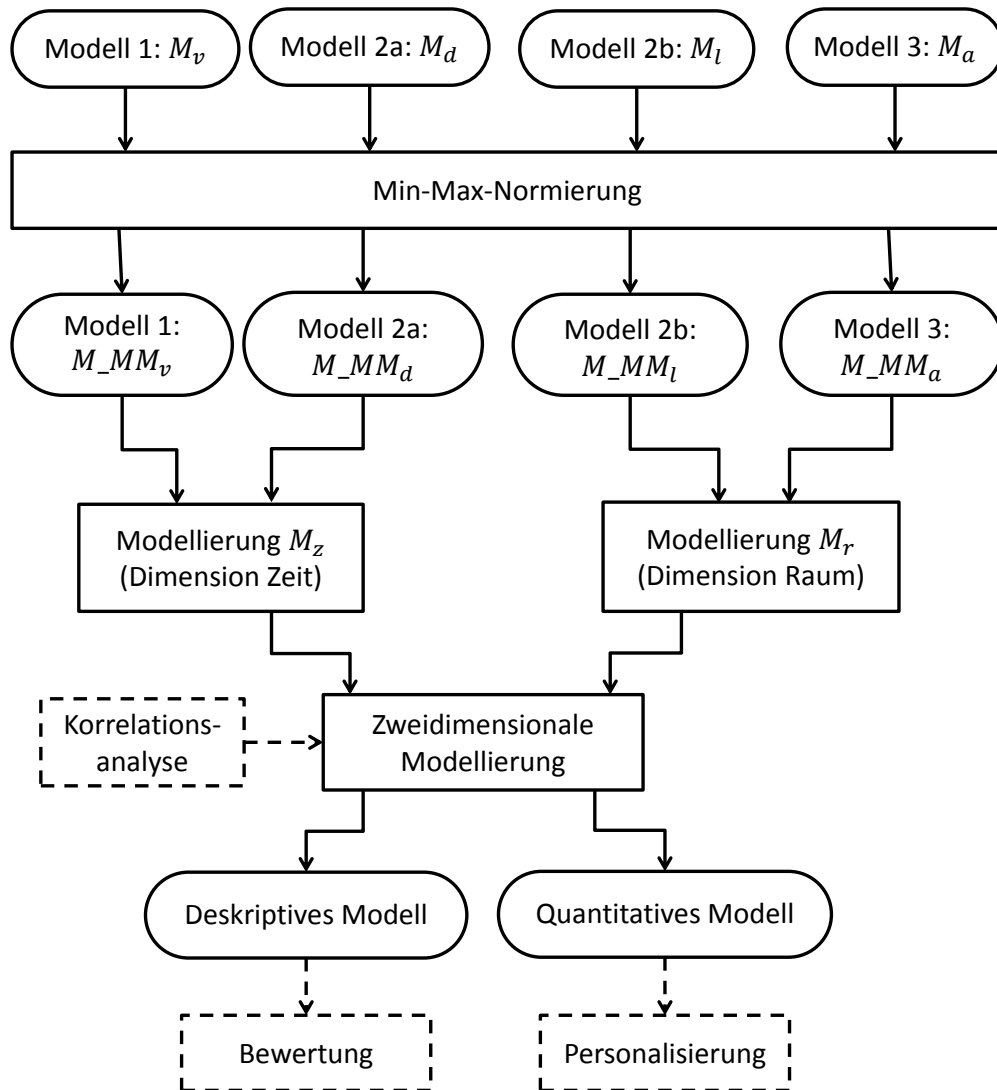 Modell 1: M_v
Modell 2a: M_d
Modell 2b: M_l
Modell 3: M_a
Min-Max-Normierung
Modell 1:
M_MM_v
Modell 2a:
M_MM_d
Modell 2b:
M_MM_l
Modell 3:
M_MM_a
Modellierung M_z
(Dimension Zeit)
Modellierung M_r
(Dimension Raum)
Korrelations-
analyse
Zweidimensionale
Modellierung
Deskriptives Modell
Quantitatives Modell
Bewertung
Personalisierung